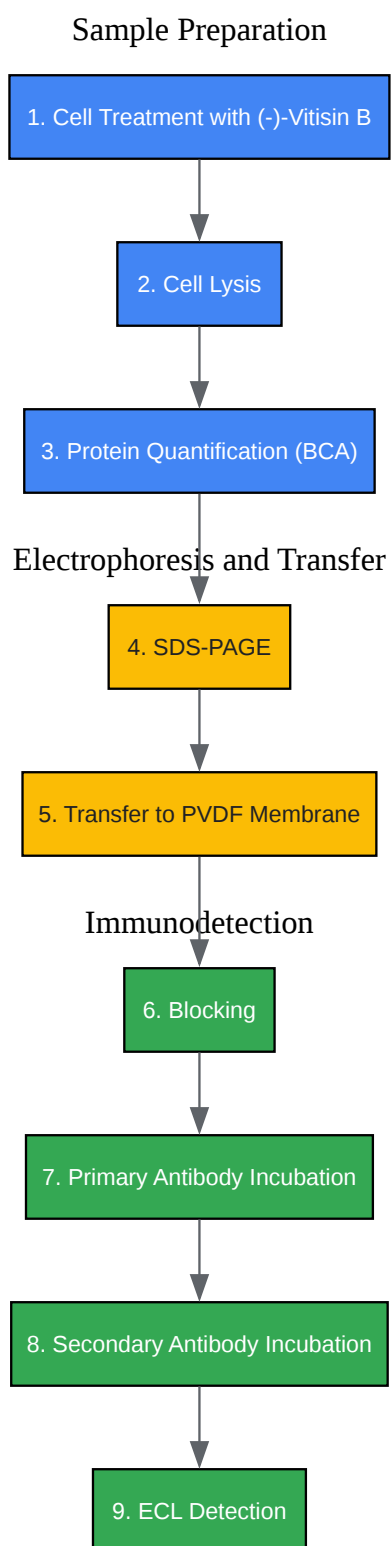 Sample Preparation
1. Cell Treatment with (-)-Vitisin B
2. Cell Lysis
3. Protein Quantification (BCA)
Electrophoresis and Transfer
4. SDS-PAGE
5. Transfer to PVDF Membrane
Immunodetection
6. Blocking
7. Primary Antibody Incubation
8. Secondary Antibody Incubation
9. ECL Detection